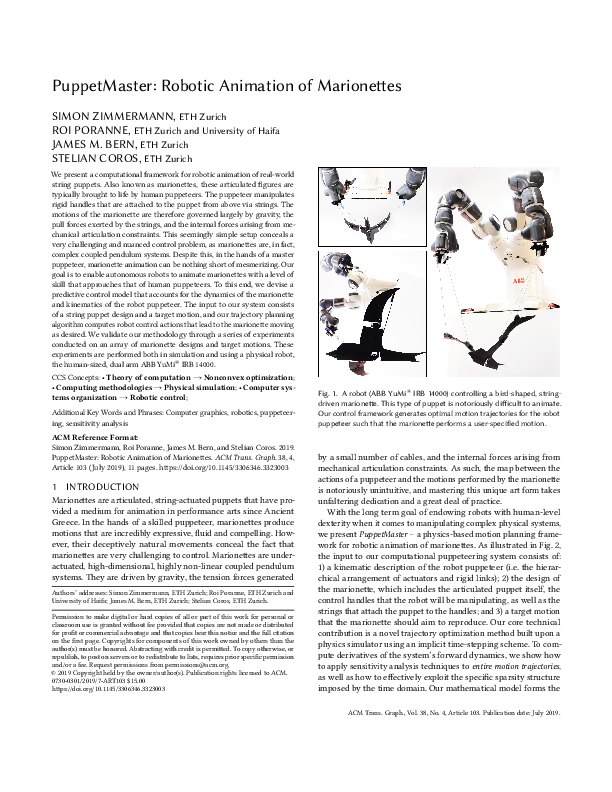 PuppetMaster: Robotic Animation of Marionettes
SIMON ZIMMERMANN, ETH Zurich
ROI PORANNE, ETH Zurich and University of Haifa
JAMES M. BERN, ETH Zurich
STELIAN COROS, ETH Zurich
We present a computational framework for robotic animation of real-world
string puppets. Also known as marionettes, these articulated figures are
typically brought to life by human puppeteers. The puppeteer manipulates
rigid handles that are attached to the puppet from above via strings. The
motions of the marionette are therefore governed largely by gravity, the
pull forces exerted by the strings, and the internal forces arising from me-
chanical articulation constraints. This seemingly simple setup conceals a
very challenging and nuanced control problem, as marionettes are, in fact,
complex coupled pendulum systems. Despite this, in the hands of a master
puppeteer, marionette animation can be nothing short of mesmerizing. Our
goal is to enable autonomous robots to animate marionettes with a level of
skill that approaches that of human puppeteers. To this end, we devise a
predictive control model that accounts for the dynamics of the marionette
and kinematics of the robot puppeteer. The input to our system consists
of a string puppet design and a target motion, and our trajectory planning
algorithm computes robot control actions that lead to the marionette moving
as desired. We validate our methodology through a series of experiments
conducted on an array of marionette designs and target motions. These
experiments are performed both in simulation and using a physical robot,
the human-sized, dual arm ABB YuMi® IRB 14000.
CCS Concepts: • Theory of computation → Nonconvex optimization;
• Computing methodologies → Physical simulation; • Computer sys-
tems organization → Robotic control;
Additional Key Words and Phrases: Computer graphics, robotics, puppeteer-
ing, sensitivity analysis
ACM Reference Format:
Simon Zimmermann, Roi Poranne, James M. Bern, and Stelian Coros. 2019.
PuppetMaster: Robotic Animation of Marionettes. ACM Trans. Graph. 38, 4,
Article 103 (July 2019), 11 pages. https://doi.org/10.1145/3306346.3323003
1 INTRODUCTION
Marionettes are articulated, string-actuated puppets that have pro-
vided a medium for animation in performance arts since Ancient
Greece. In the hands of a skilled puppeteer, marionettes produce
motions that are incredibly expressive, fluid and compelling. How-
ever, their deceptively natural movements conceal the fact that
marionettes are very challenging to control. Marionettes are under-
actuated, high-dimensional, highly non-linear coupled pendulum
systems. They are driven by gravity, the tension forces generated
Authors' addresses: Simon Zimmermann, ETH Zurich; Roi Poranne, ETH Zurich and
University of Haifa; James M. Bern, ETH Zurich; Stelian Coros, ETH Zurich.
Permission to make digital or hard copies of all or part of this work for personal or
classroom use is granted without fee provided that copies are not made or distributed
for profit or commercial advantage and that copies bear this notice and the full citation
on the first page. Copyrights for components of this work owned by others than the
author(s) must be honored. Abstracting with credit is permitted. To copy otherwise, or
republish, to post on servers or to redistribute to lists, requires prior specific permission
and/or a fee. Request permissions from permissions@acm.org.
© 2019 Copyright held by the owner/author(s). Publication rights licensed to ACM.
0730-0301/2019/7-ART103 $15.00
https://doi.org/10.1145/3306346.3323003
ABB
Fig. 1. A robot (ABB YuMi® IRB 14000) controlling a bird-shaped, string-
driven marionette. This type of puppet is notoriously difficult to animate.
Our control framework generates optimal motion trajectories for the robot
puppeteer such that the marionette performs a user-specified motion.
by a small number of cables, and the internal forces arising from
mechanical articulation constraints. As such, the map between the
actions of a puppeteer and the motions performed by the marionette
is notoriously unintuitive, and mastering this unique art form takes
unfaltering dedication and a great deal of practice.
With the long term goal of endowing robots with human-level
dexterity when it comes to manipulating complex physical systems,
we present PuppetMaster – a physics-based motion planning frame-
work for robotic animation of marionettes. As illustrated in Fig. 2,
the input to our computational puppeteering system consists of:
1) a kinematic description of the robot puppeteer (i.e. the hierar-
chical arrangement of actuators and rigid links); 2) the design of
the marionette, which includes the articulated puppet itself, the
control handles that the robot will be manipulating, as well as the
strings that attach the puppet to the handles; and 3) a target motion
that the marionette should aim to reproduce. Our core technical
contribution is a novel trajectory optimization method built upon a
physics simulator using an implicit time-stepping scheme. To com-
pute derivatives of the system's forward dynamics, we show how
to apply sensitivity analysis techniques to entire motion trajectories,
as well as how to effectively exploit the specific sparsity structure
imposed by the time domain. Our mathematical model forms the
ACM Trans. Graph., Vol. 38, No. 4, Article 103. Publication date: July 2019.